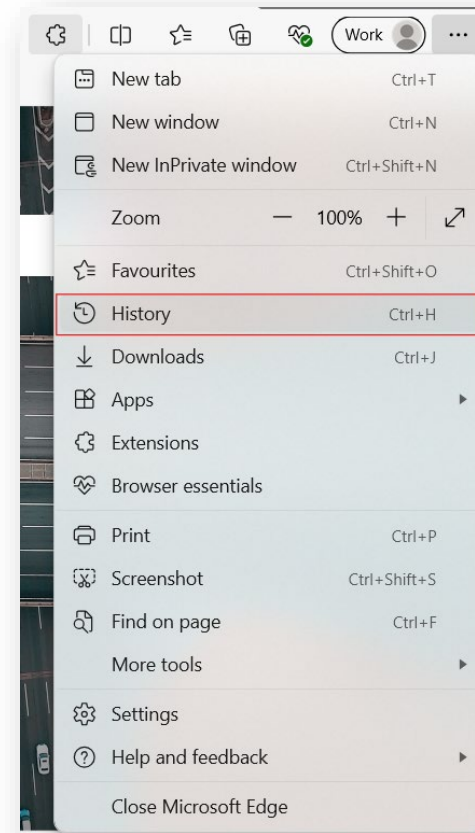 Work
New tab Ctrl+T
New window Ctrl+N
New InPrivate window Ctrl+Shift+N
Zoom — 100% +
Favourites Ctrl+Shift+O
History Ctrl+H
Downloads Ctrl+J
Apps
Extensions
Browser essentials
Print Ctrl+P
Screenshot Ctrl+Shift+S
Find on page Ctrl+F
More tools
Settings
Help and feedback
Close Microsoft Edge